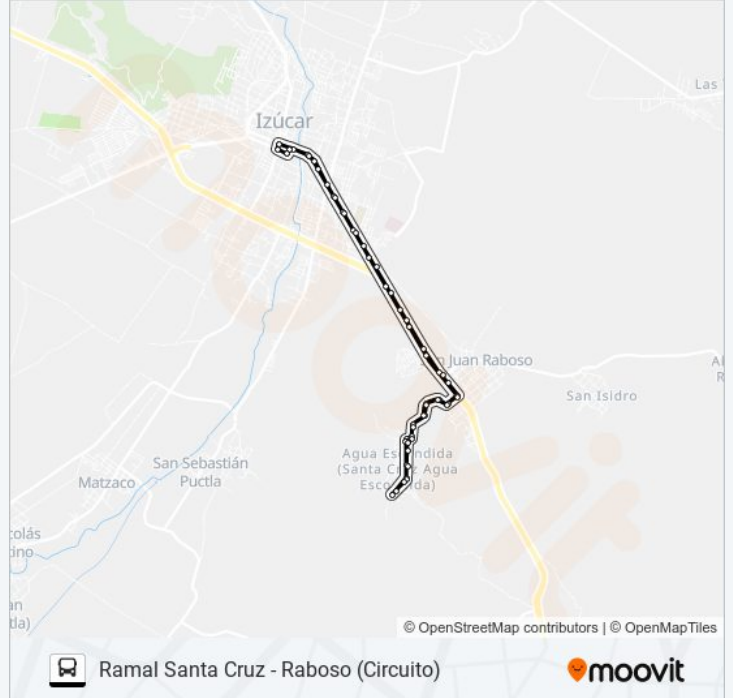 Las
Izúcar
San Juan Raboso
San Isidro
Agua Escondida
(Santa Cruz Agua
Escondida)
San Sebastián
Puctla
Matzaco
© OpenStreetMap contributors | © OpenMapTiles
Ramal Santa Cruz - Raboso (Circuito)
moovit